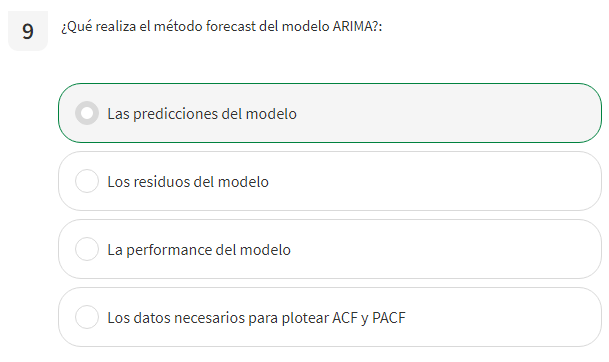 9
¿Qué realiza el método forecast del modelo ARIMA?:
Las predicciones del modelo
Los residuos del modelo
La performance del modelo
Los datos necesarios para plotear ACF y PACF